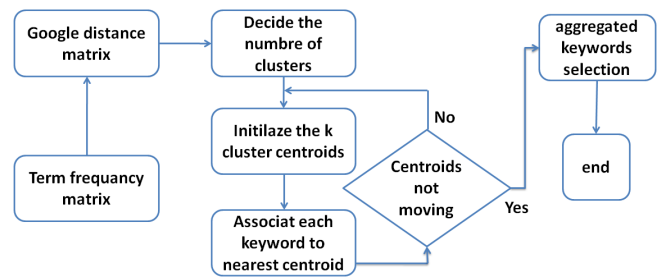 Google distance
matrix
Term frequancy
matrix
Decide the
numbre of
clusters
Initilaze the k
cluster centroids
Associat each
keyword to
nearest centroid
No
Centroids
not
moving
Yes
aggregated
keywords
selection
end